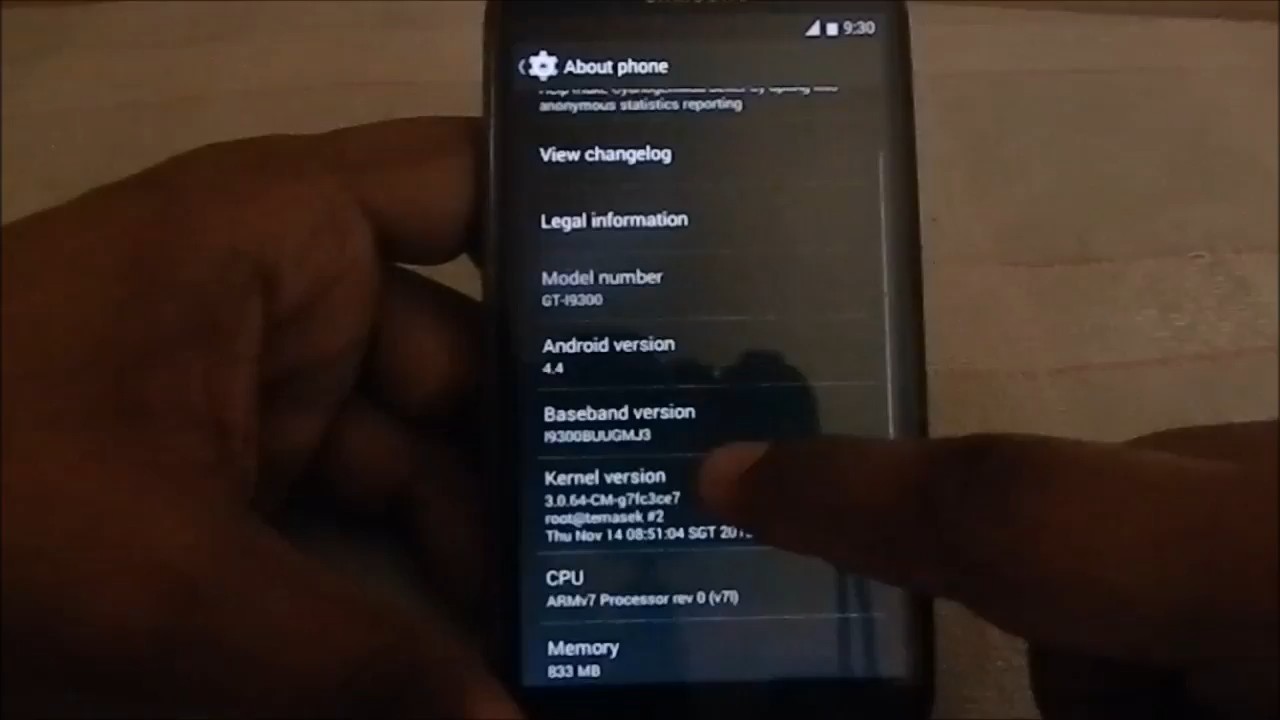 9:30
About phone
anonymous statistics reporting
View changelog
Legal information
Model number
GT-I9300
Android version
4.4
Baseband version
I9300BUUGMJ3
Kernel version
3.0.64-CM-g7fc3ce7
root@temasek #2
Thu Nov 14 08:51:04 SGT
CPU
ARMv7 Processor rev 0 (v7l)
Memory
833 MB